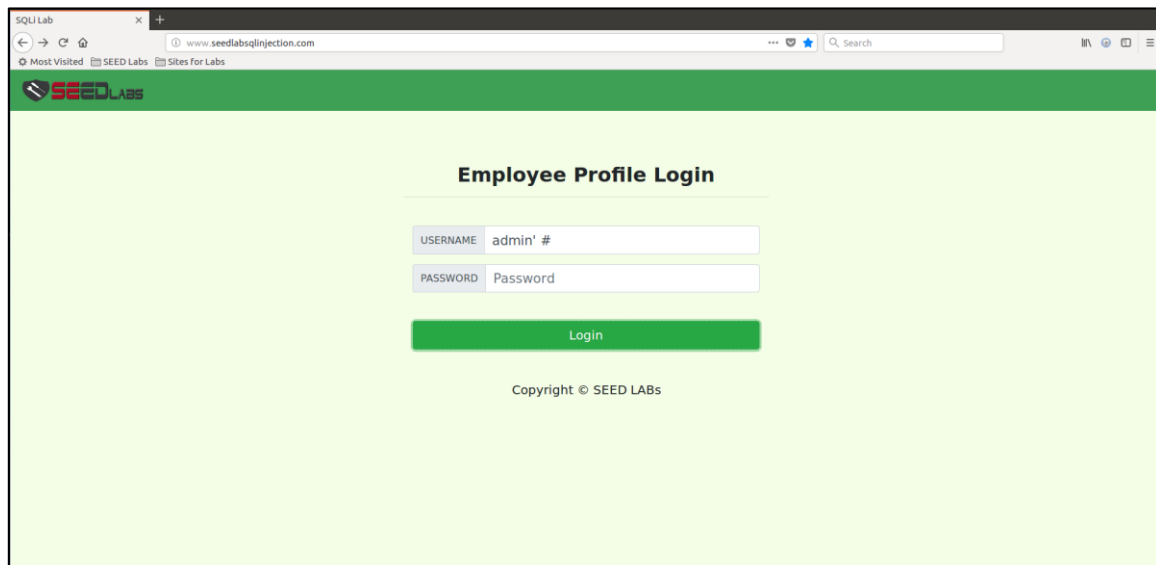 SQLi Lab
www.seedlabsqlinjection.com
Search
Most Visited SEED Labs Sites for Labs
SEEDLABS
Employee Profile Login
USERNAME admin' #
PASSWORD Password
Login
Copyright © SEED LABs